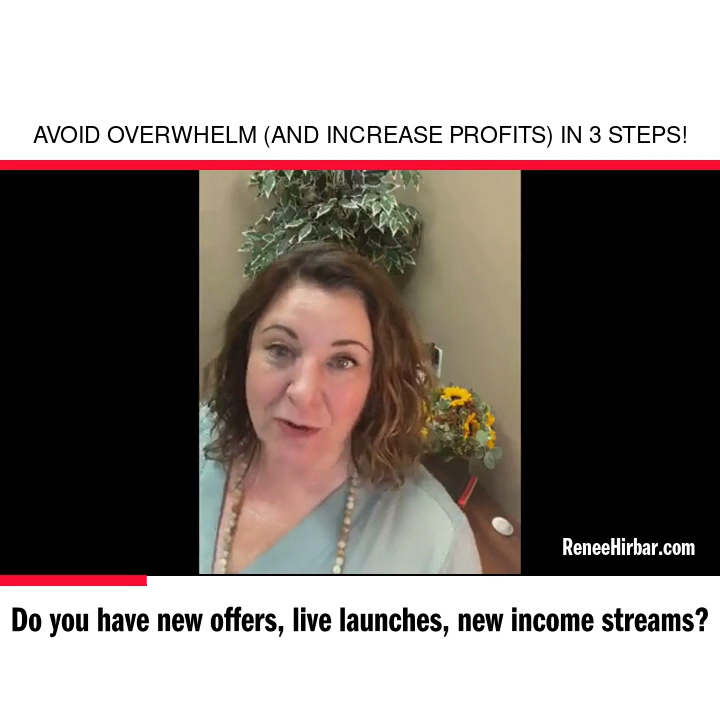 AVOID OVERWHELM (AND INCREASE PROFITS) IN 3 STEPS!
ReneeHirbar.com
Do you have new offers, live launches, new income streams?